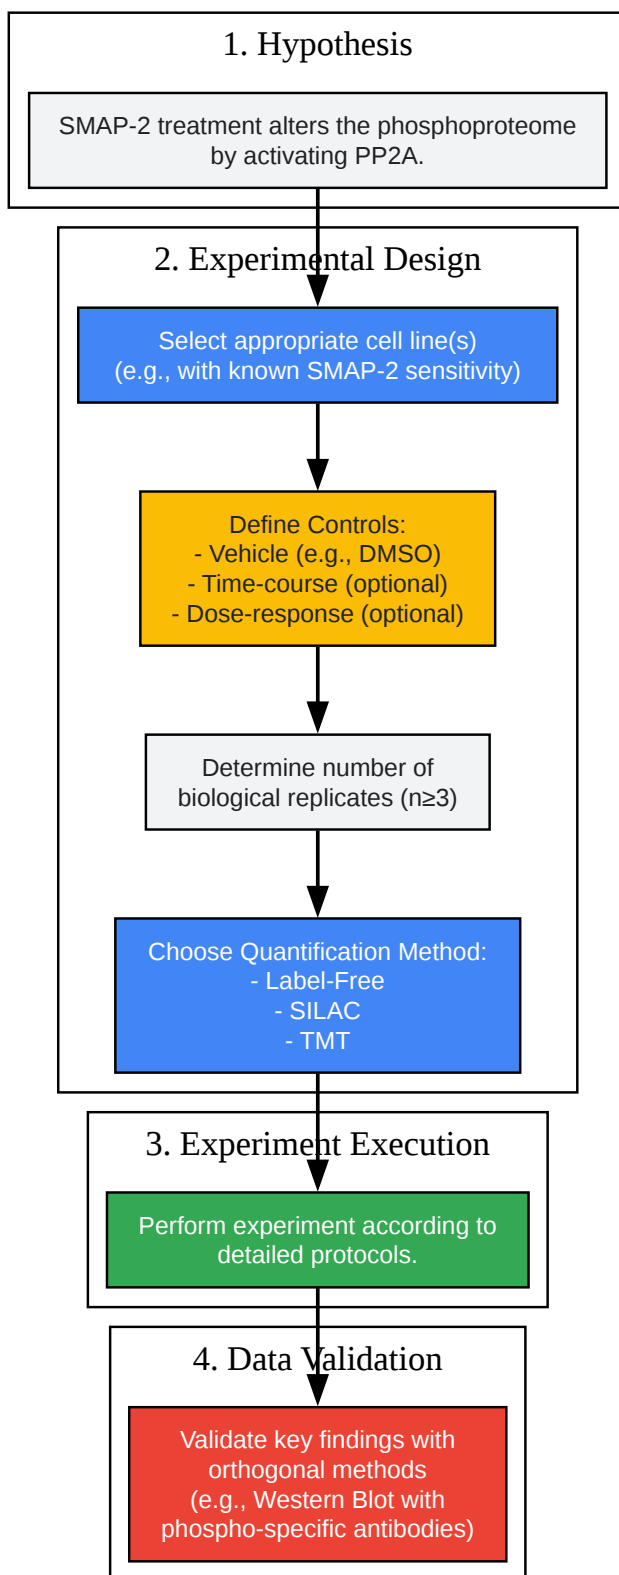 1. Hypothesis
SMAP-2 treatment alters the phosphoproteome
by activating PP2A.
2. Experimental Design
Select appropriate cell line(s)
(e.g., with known SMAP-2 sensitivity)
Define Controls:
- Vehicle (e.g., DMSO)
- Time-course (optional)
- Dose-response (optional)
Determine number of
biological replicates (n≥3)
Choose Quantification Method:
- Label-Free
- SILAC
- TMT
3. Experiment Execution
Perform experiment according to
detailed protocols.
4. Data Validation
Validate key findings with
orthogonal methods
(e.g., Western Blot with
phospho-specific antibodies)